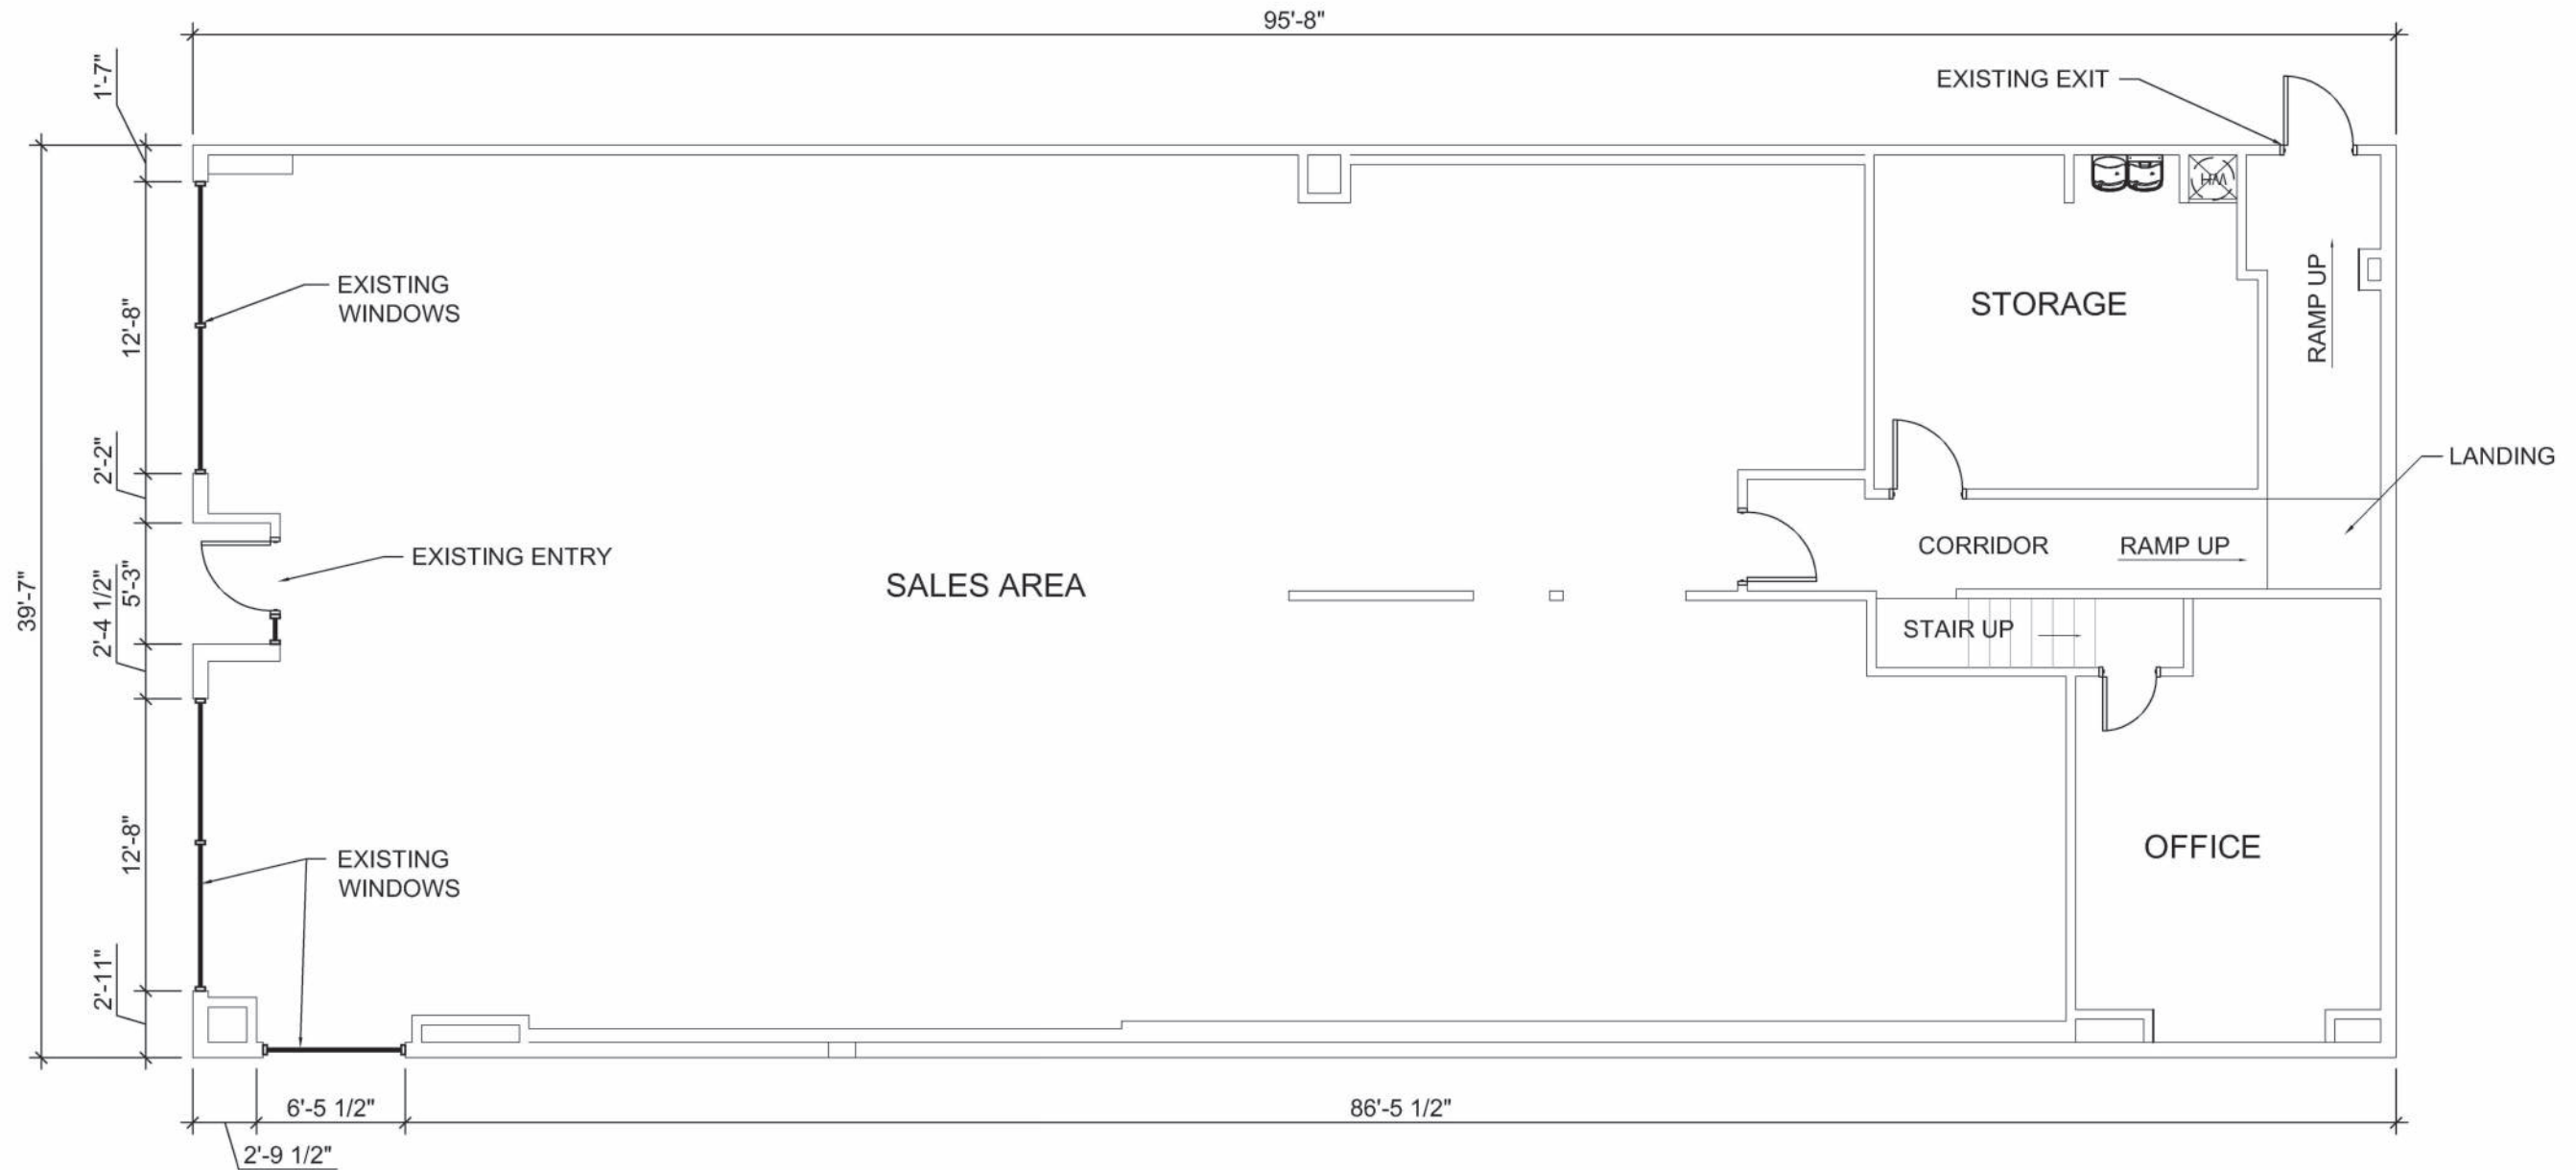 95'-8"
1'-7"
EXISTING EXIT
EXISTING
WINDOWS
12'-8"
STORAGE
RAMP UP
WH
2'-2"
LANDING
EXISTING ENTRY
CORRIDOR
RAMP UP
SALES AREA
39'-7"
5'-3"
2'-4 1/2"
STAIR UP
12'-8"
EXISTING
WINDOWS
OFFICE
2'-11"
6'-5 1/2"
86'-5 1/2"
2'-9 1/2"